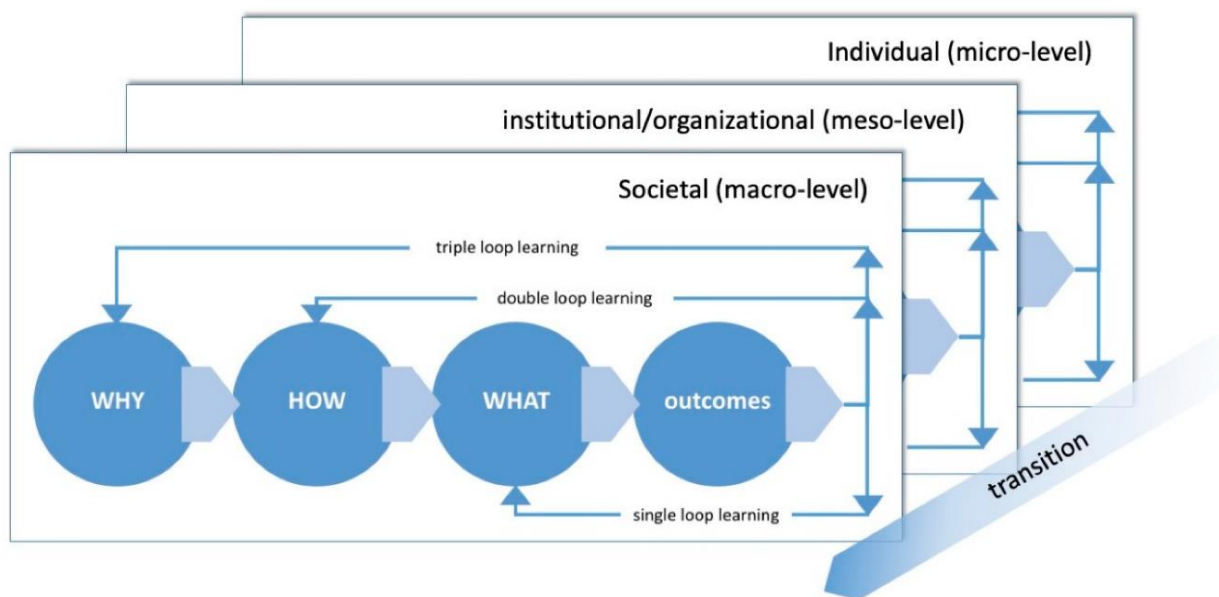 Individual (micro-level)
institutional/organizational (meso-level)
Societal (macro-level)
triple loop learning
double loop learning
WHY
HOW
WHAT
outcomes
single loop learning
transition